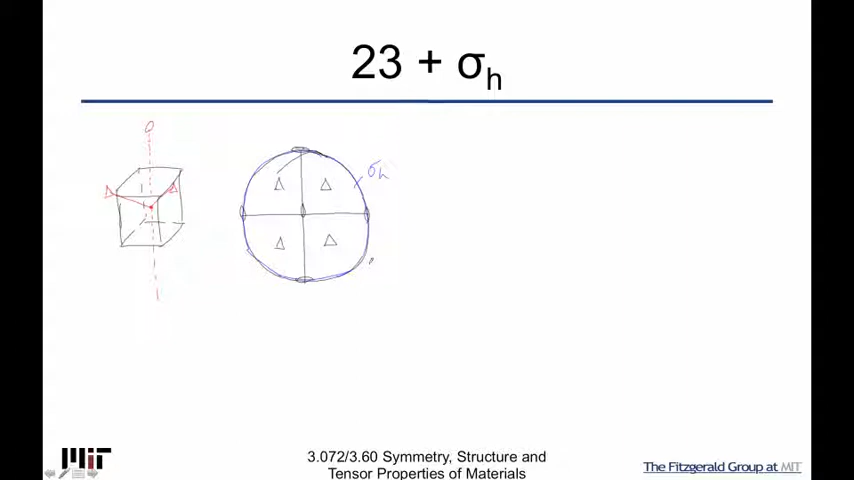 23 + σh
σh
MIT
3.072/3.60 Symmetry, Structure and
Tensor Properties of Materials
The Fitzgerald Group at MIT